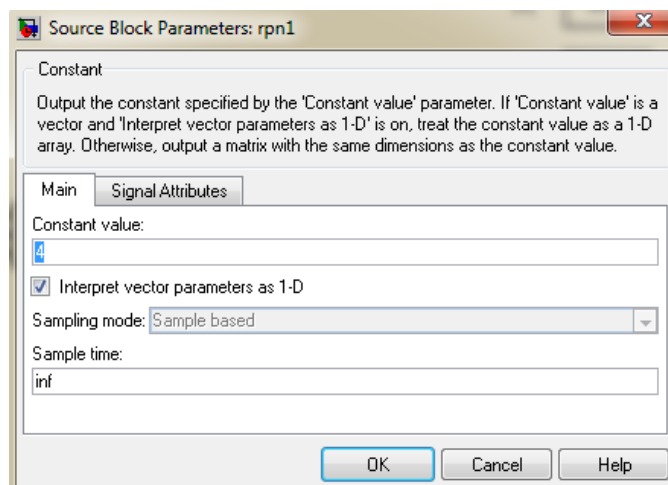 Source Block Parameters: rpn1
Constant
Output the constant specified by the 'Constant value' parameter. If 'Constant value' is a
vector and 'Interpret vector parameters as 1-D' is on, treat the constant value as a 1-D
array. Otherwise, output a matrix with the same dimensions as the constant value.
Main Signal Attributes
Constant value:
4
Interpret vector parameters as 1-D
Sampling mode: Sample based
Sample time:
inf
OK Cancel Help